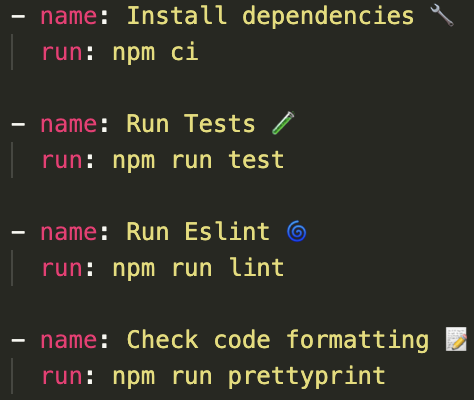 - name: Install dependencies 🔧
run: npm ci
- name: Run Tests 🧪
run: npm run test
- name: Run Eslint 🌀
run: npm run lint
- name: Check code formatting 📝
run: npm run prettyprint